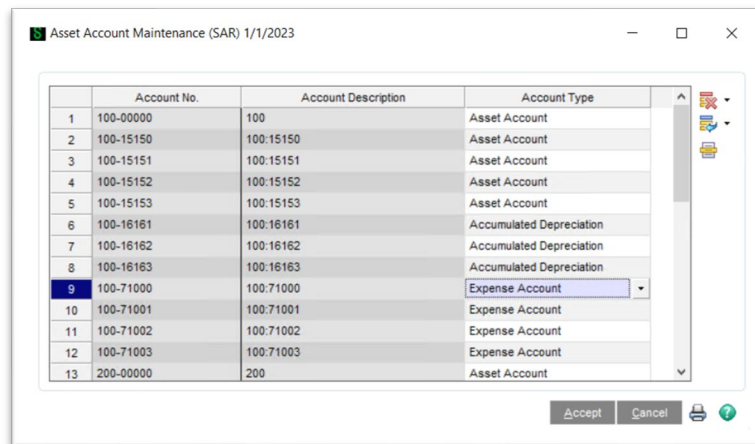 Asset Account Maintenance (SAR) 1/1/2023
Account No. Account Description Account Type
1 100-00000 100 Asset Account
2 100-15150 100:15150 Asset Account
3 100-15151 100:15151 Asset Account
4 100-15152 100:15152 Asset Account
5 100-15153 100:15153 Asset Account
6 100-16161 100:16161 Accumulated Depreciation
7 100-16162 100:16162 Accumulated Depreciation
8 100-16163 100:16163 Accumulated Depreciation
9 100-71000 100:71000 Expense Account
10 100-71001 100:71001 Expense Account
11 100-71002 100:71002 Expense Account
12 100-71003 100:71003 Expense Account
13 200-00000 200 Asset Account
Accept Cancel